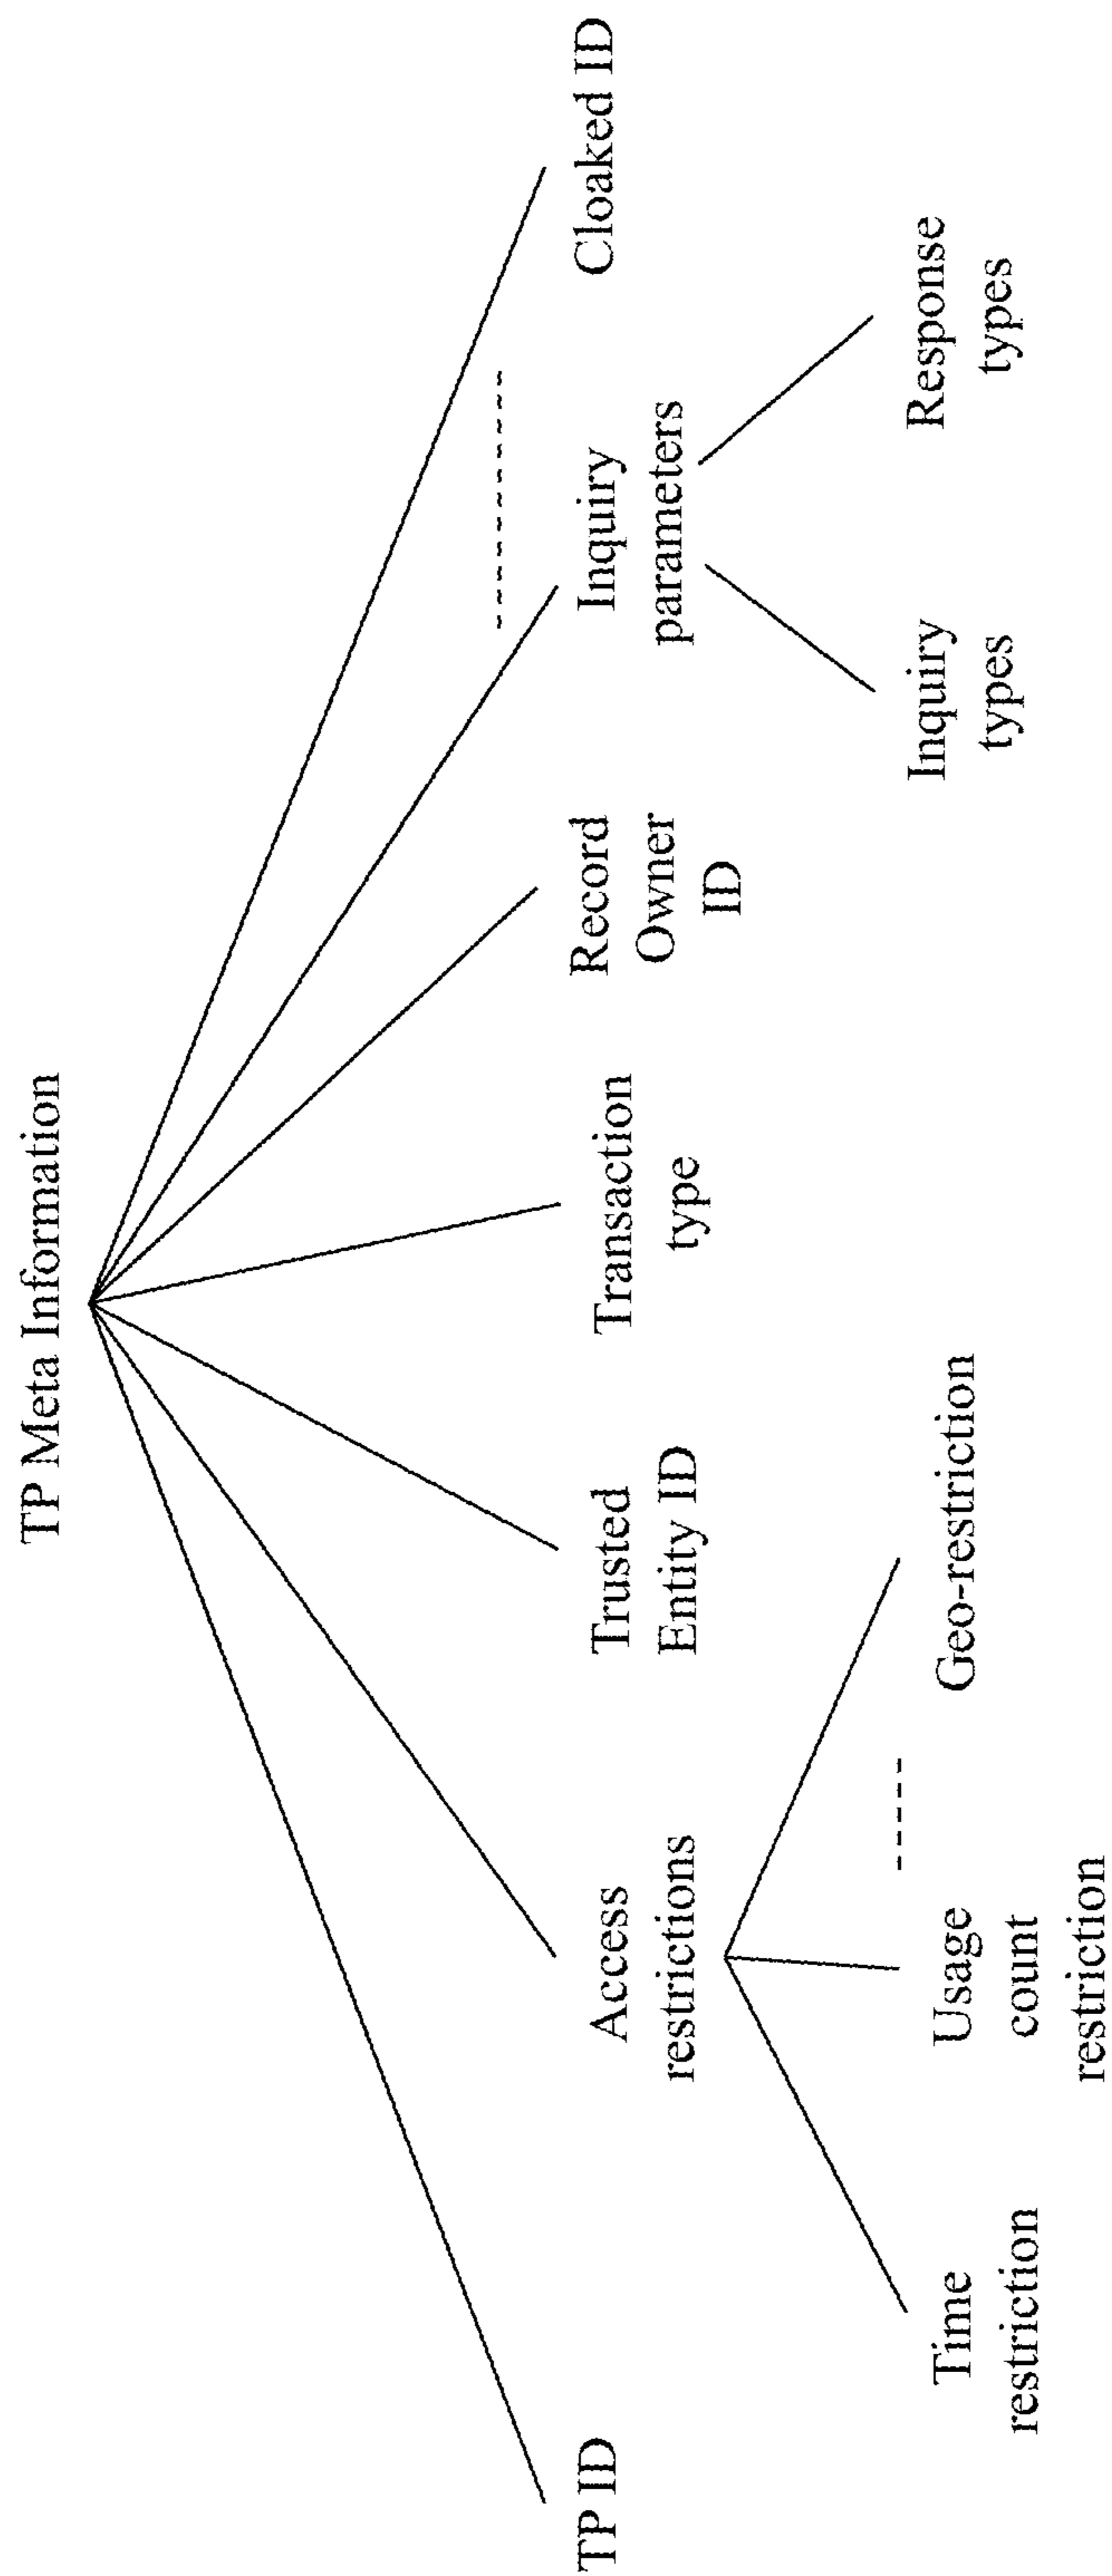 TP Meta Information
TP ID
Access
restrictions
Trusted
Entity ID
Transaction
type
Record
Owner
ID
Inquiry
parameters
Cloaked ID
Time
restriction
Usage
count
restriction
Geo-restriction
Inquiry
types
Response
types